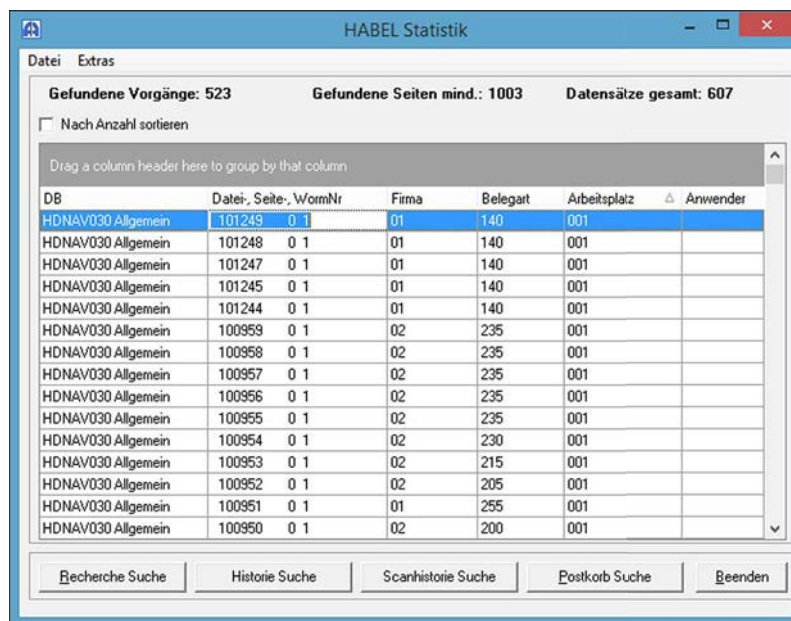 HABEL Statistik
Datei Extras
Gefundene Vorgänge: 523 Gefundene Seiten mind.: 1003 Datensätze gesamt: 607
Nach Anzahl sortieren
Drag a column header here to group by that column
DB Datei-, Seite-, WormNr Firma Belegart Arbeitsplatz Anwender
HDNAV030 Allgemein 101249 0 1 01 140 001
HDNAV030 Allgemein 101248 0 1 01 140 001
HDNAV030 Allgemein 101247 0 1 01 140 001
HDNAV030 Allgemein 101245 0 1 01 140 001
HDNAV030 Allgemein 101244 0 1 01 140 001
HDNAV030 Allgemein 100959 0 1 02 235 001
HDNAV030 Allgemein 100958 0 1 02 235 001
HDNAV030 Allgemein 100957 0 1 02 235 001
HDNAV030 Allgemein 100956 0 1 02 235 001
HDNAV030 Allgemein 100955 0 1 02 235 001
HDNAV030 Allgemein 100954 0 1 02 230 001
HDNAV030 Allgemein 100953 0 1 02 215 001
HDNAV030 Allgemein 100952 0 1 02 205 001
HDNAV030 Allgemein 100951 0 1 01 255 001
HDNAV030 Allgemein 100950 0 1 02 200 001
Recherche Suche Historie Suche Scanhistorie Suche Postkorb Suche Beenden